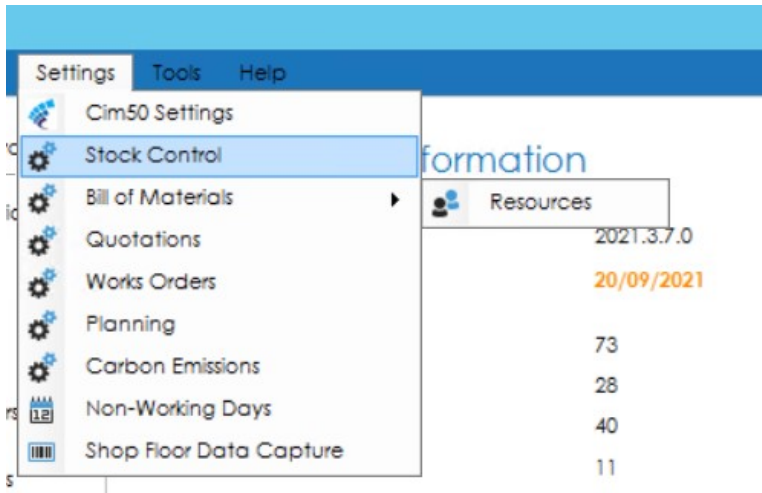 Settings Tools Help
Cim50 Settings
Stock Control
formation
Bill of Materials
Resources
2021.3.7.0
Quotations
Works Orders
20/09/2021
Planning
73
Carbon Emissions
28
Non-Working Days
12
40
Shop Floor Data Capture
11
s